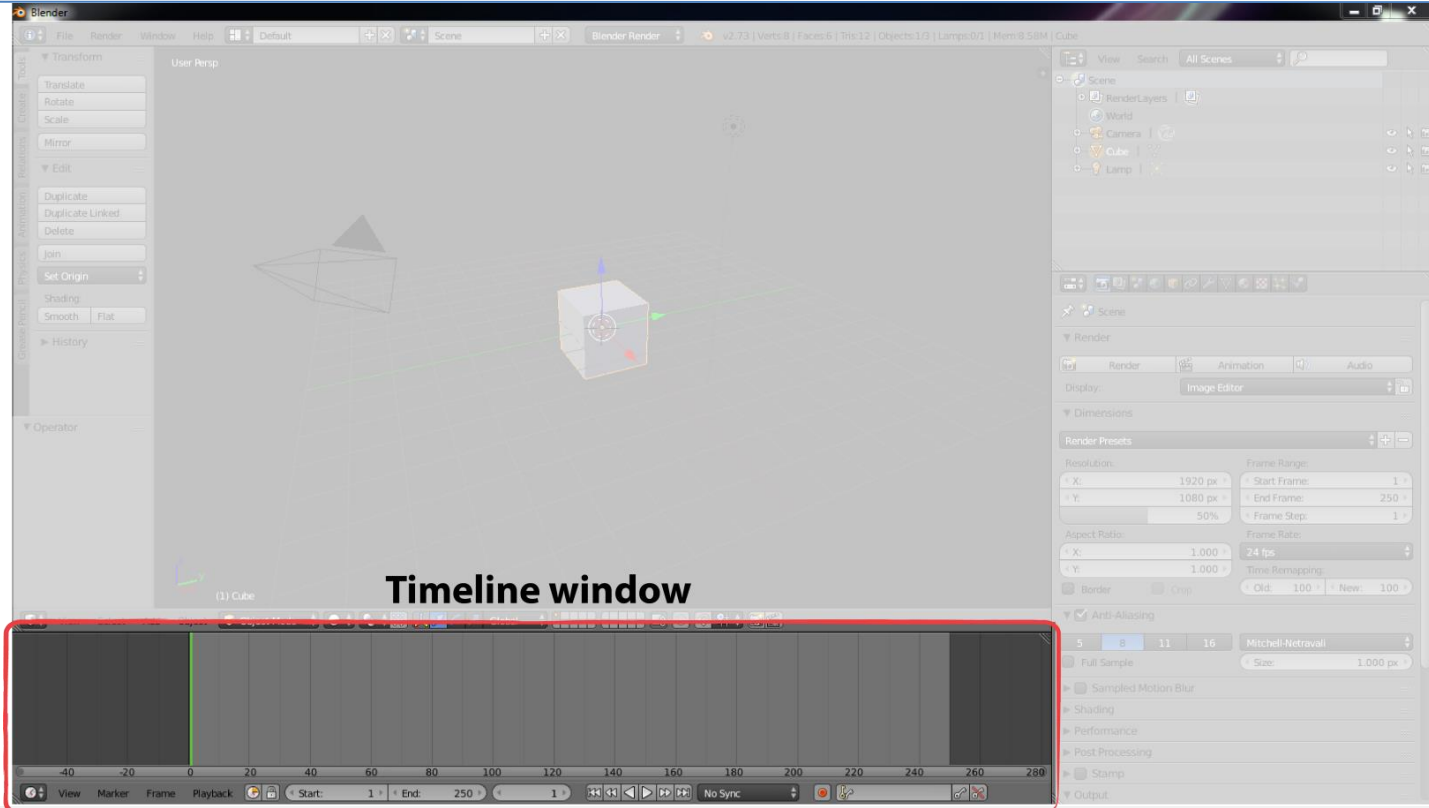 Blender
File Render Window Help Default Scene Blender Render v2.73 | Verts:8 | Faces:6 | Tris:12 | Objects:1/3 | Lamps:0/1 | Mem:8.58M | Cube
Tools
Create
Relations
Animation
Physics
Grease Pencil
Transform
Translate
Rotate
Scale
Mirror
Edit
Duplicate
Duplicate Linked
Delete
Join
Set Origin
Shading:
Smooth Flat
History
Operator
User Persp
(1) Cube
Timeline window
View Search All Scenes
Scene
RenderLayers
World
Camera
Cube
Lamp
Scene
Render
Render Animation Audio
Display: Image Editor
Dimensions
Render Presets
Resolution: Frame Range:
X: 1920 px Start Frame: 1
Y: 1080 px End Frame: 250
50% Frame Step: 1
Aspect Ratio: Frame Rate:
X: 1.000 24 fps
Y: 1.000 Time Remapping:
Border Crop Old: 100 New: 100
Anti-Aliasing
5 8 11 16 Mitchell-Netravali
Full Sample Size: 1.000 px
Sampled Motion Blur
Shading
Performance
Post Processing
Stamp
Output
-40 -20 0 20 40 60 80 100 120 140 160 180 200 220 240 260 280
View Marker Frame Playback Start: 1 End: 250 1 No Sync